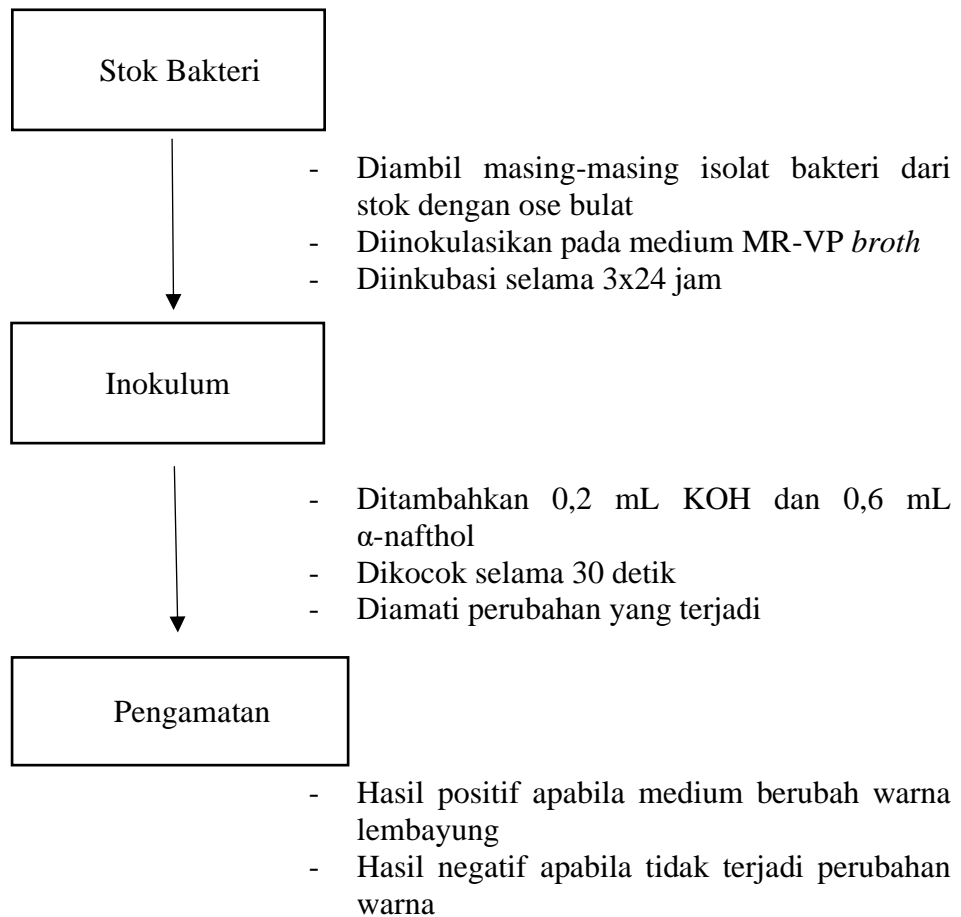 Stok Bakteri
- Diambil masing-masing isolat bakteri dari
stok dengan ose bulat
- Diinokulasikan pada medium MR-VP broth
- Diinkubasi selama 3x24 jam
Inokulum
- Ditambahkan 0,2 mL KOH dan 0,6 mL
α-nafthol
- Dikocok selama 30 detik
- Diamati perubahan yang terjadi
Pengamatan
- Hasil positif apabila medium berubah warna
lembayung
- Hasil negatif apabila tidak terjadi perubahan
warna